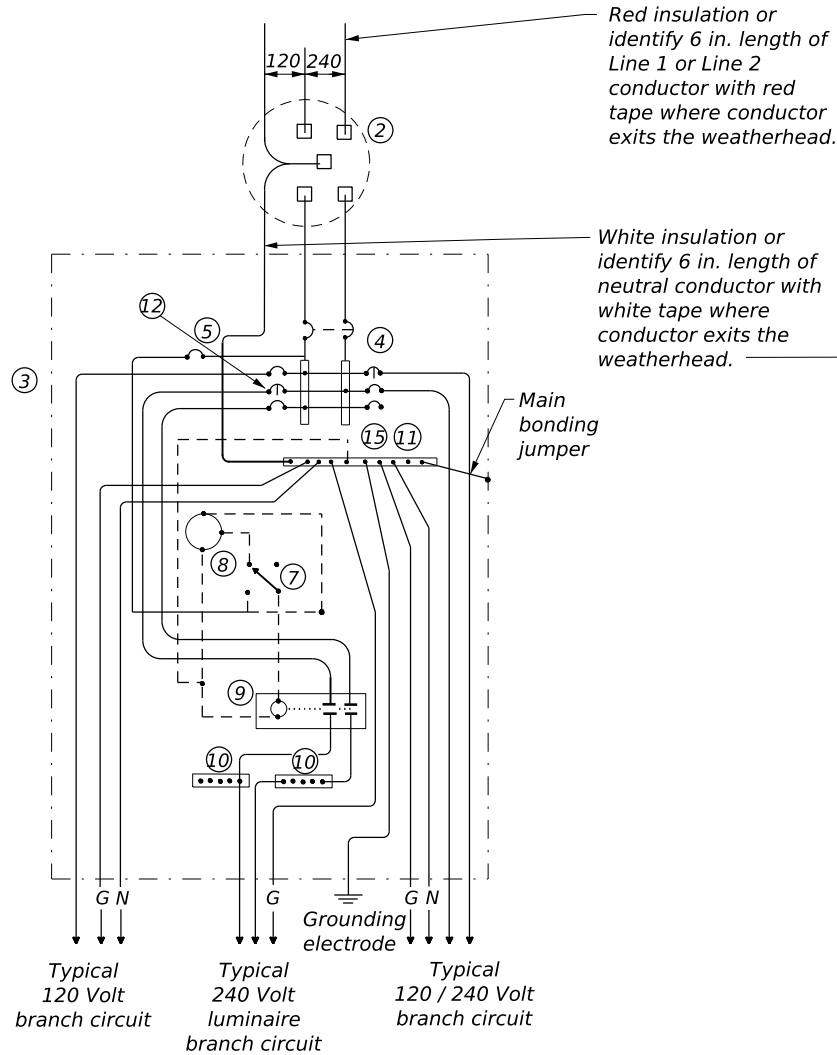 Red insulation or
identify 6 in. length of
Line 1 or Line 2
conductor with red
tape where conductor
exits the weatherhead.
120 240
2
White insulation or
identify 6 in. length of
neutral conductor with
white tape where
conductor exits the
weatherhead.
12
5
4
3
Main
bonding
jumper
15 11
8
7
9
10
10
G N
G
G N
Grounding
electrode
Typical
120 Volt
branch circuit
Typical
240 Volt
luminaire
branch circuit
Typical
120 / 240 Volt
branch circuit